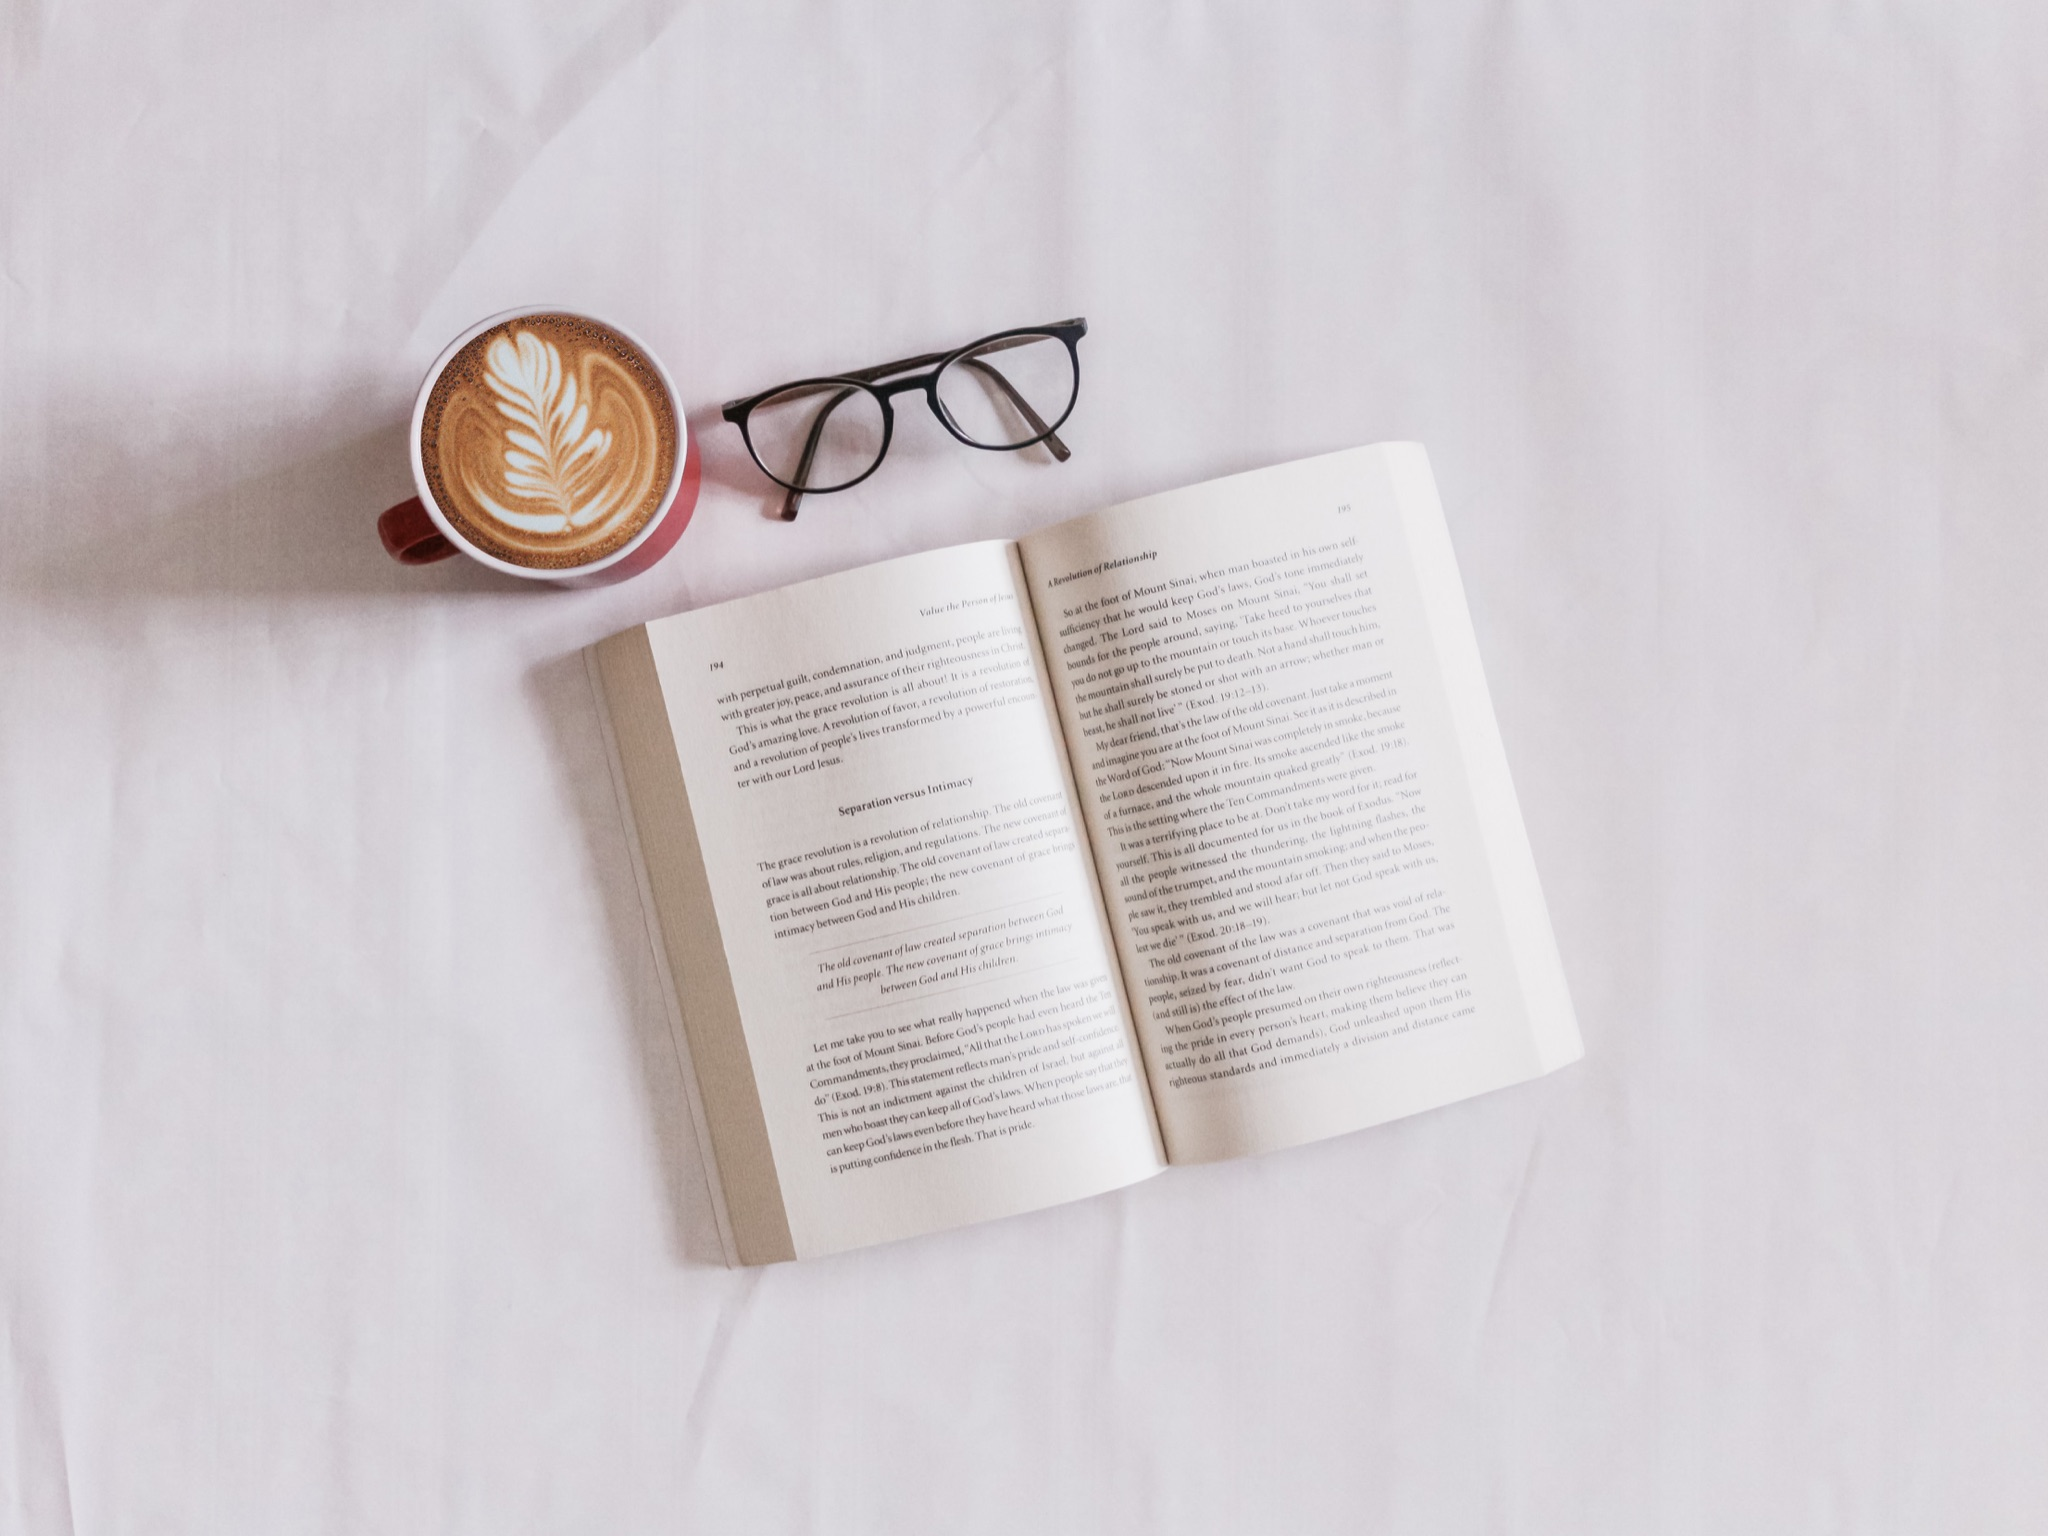 194
Value the Person of Jesus
with perpetual guilt, condemnation, and judgment, people are living
with greater joy, peace, and assurance of their righteousness in Christ.
This is what the grace revolution is all about! It is a revolution of
God's amazing love. A revolution of favor, a revolution of restoration,
and a revolution of people's lives transformed by a powerful encoun-
ter with our Lord Jesus.
Separation versus Intimacy
The grace revolution is a revolution of relationship. The old covenant
of law was about rules, religion, and regulations. The new covenant of
grace is all about relationship. The old covenant of law created separa-
tion between God and His people; the new covenant of grace brings
intimacy between God and His children.
The old covenant of law created separation between God
and His people. The new covenant of grace brings intimacy
between God and His children.
Let me take you to see what really happened when the law was given
at the foot of Mount Sinai. Before God's people had even heard the Ten
Commandments, they proclaimed, "All that the LORD has spoken we will
do" (Exod. 19:8). This statement reflects man's pride and self-confidence.
This is not an indictment against the children of Israel, but against all
men who boast they can keep all of God's laws. When people say that they
can keep God's laws even before they have heard what those laws are, that
is putting confidence in the flesh. That is pride.
A Revolution of Relationship
195
So at the foot of Mount Sinai, when man boasted in his own self-
sufficiency that he would keep God's laws, God's tone immediately
changed. The Lord said to Moses on Mount Sinai, "You shall set
bounds for the people around, saying, 'Take heed to yourselves that
you do not go up to the mountain or touch its base. Whoever touches
the mountain shall surely be put to death. Not a hand shall touch him,
but he shall surely be stoned or shot with an arrow; whether man or
beast, he shall not live'" (Exod. 19:12–13).
My dear friend, that's the law of the old covenant. Just take a moment
and imagine you are at the foot of Mount Sinai. See it as it is described in
the Word of God: "Now Mount Sinai was completely in smoke, because
the LORD descended upon it in fire. Its smoke ascended like the smoke
of a furnace, and the whole mountain quaked greatly" (Exod. 19:18).
This is the setting where the Ten Commandments were given.
It was a terrifying place to be at. Don't take my word for it; read for
yourself. This is all documented for us in the book of Exodus. "Now
all the people witnessed the thundering, the lightning flashes, the
sound of the trumpet, and the mountain smoking; and when the peo-
ple saw it, they trembled and stood afar off. Then they said to Moses,
'You speak with us, and we will hear; but let not God speak with us,
lest we die'" (Exod. 20:18–19).
The old covenant of the law was a covenant that was void of rela-
tionship. It was a covenant of distance and separation from God. The
people, seized by fear, didn't want God to speak to them. That was
(and still is) the effect of the law.
When God's people presumed on their own righteousness (reflect-
ing the pride in every person's heart, making them believe they can
actually do all that God demands), God unleashed upon them His
righteous standards and immediately a division and distance came